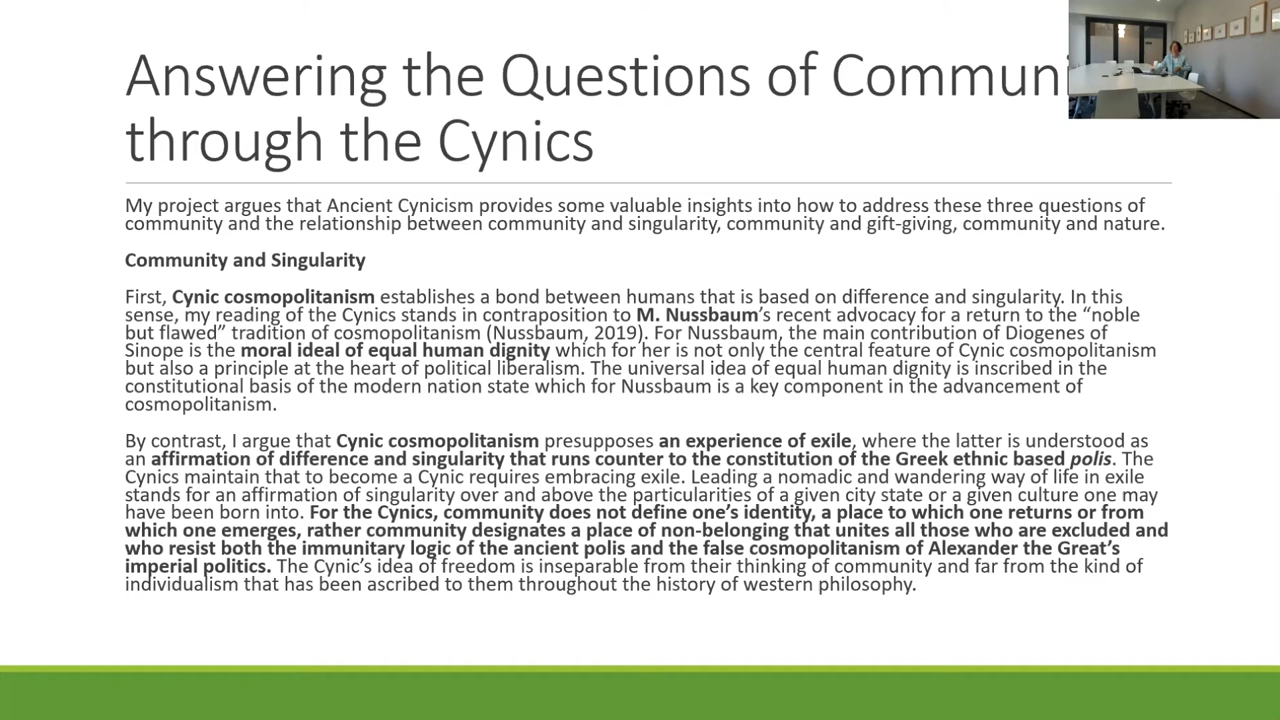 Answering the Questions of Commun
through the Cynics
My project argues that Ancient Cynicism provides some valuable insights into how to address these three questions of
community and the relationship between community and singularity, community and gift-giving, community and nature.
Community and Singularity
First, Cynic cosmopolitanism establishes a bond between humans that is based on difference and singularity. In this
sense, my reading of the Cynics stands in contraposition to M. Nussbaum’s recent advocacy for a return to the “noble
but flawed” tradition of cosmopolitanism (Nussbaum, 2019). For Nussbaum, the main contribution of Diogenes of
Sinope is the moral ideal of equal human dignity which for her is not only the central feature of Cynic cosmopolitanism
but also a principle at the heart of political liberalism. The universal idea of equal human dignity is inscribed in the
constitutional basis of the modern nation state which for Nussbaum is a key component in the advancement of
cosmopolitanism.
By contrast, I argue that Cynic cosmopolitanism presupposes an experience of exile, where the latter is understood as
an affirmation of difference and singularity that runs counter to the constitution of the Greek ethnic based polis. The
Cynics maintain that to become a Cynic requires embracing exile. Leading a nomadic and wandering way of life in exile
stands for an affirmation of singularity over and above the particularities of a given city state or a given culture one may
have been born into. For the Cynics, community does not define one’s identity, a place to which one returns or from
which one emerges, rather community designates a place of non-belonging that unites all those who are excluded and
who resist both the immunitary logic of the ancient polis and the false cosmopolitanism of Alexander the Great’s
imperial politics. The Cynic’s idea of freedom is inseparable from their thinking of community and far from the kind of
individualism that has been ascribed to them throughout the history of western philosophy.